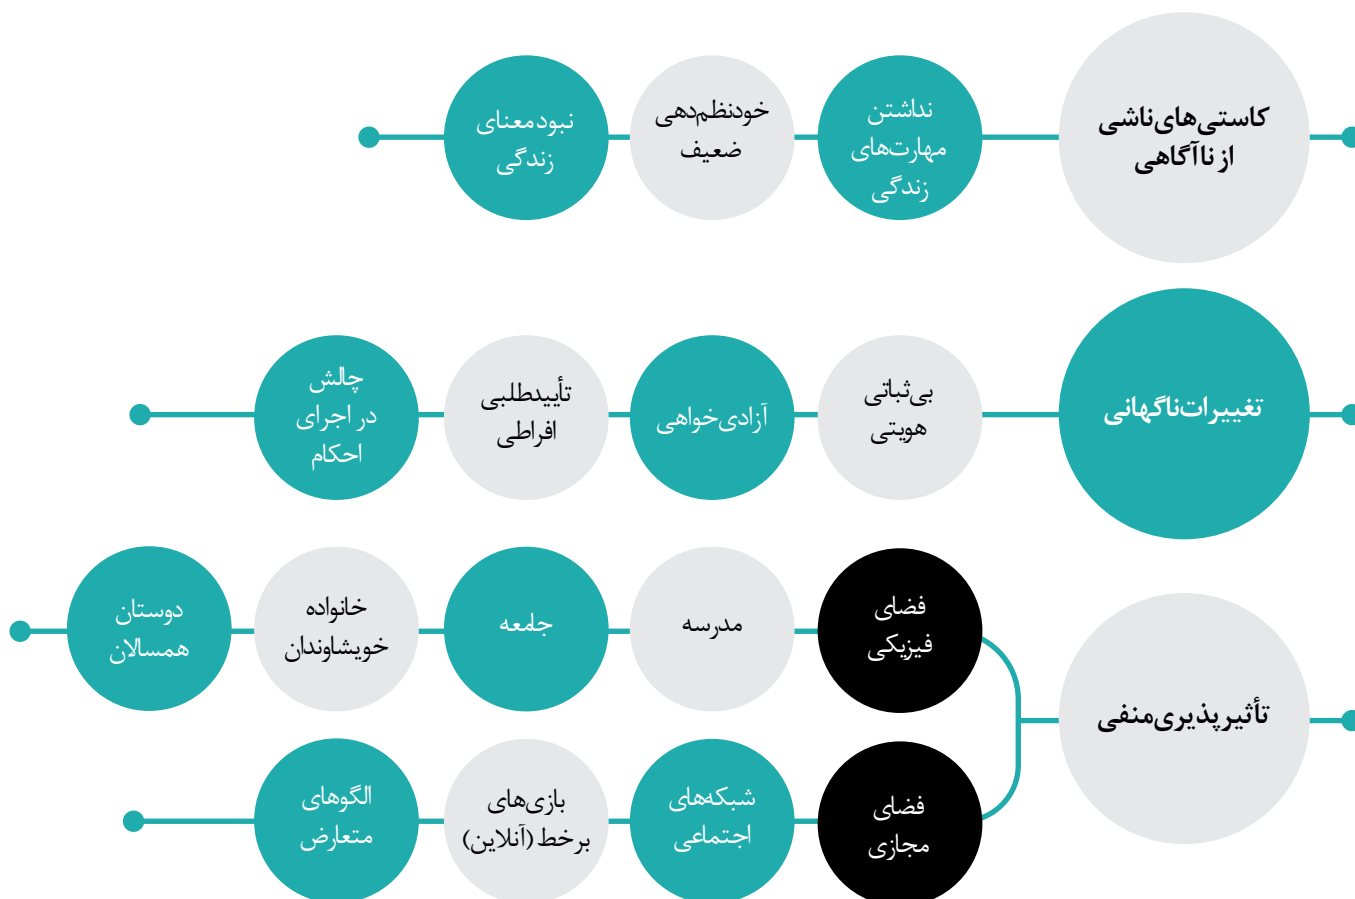 کاستی‌های ناشی
از ناآگاهی
نداشتن
مهارت‌های
زندگی
خودنظم‌دهی
ضعیف
نبود معنای
زندگی
تغییرات ناگهانی
بی‌ثباتی
هویتی
آزادی‌خواهی
تأییدطلبی
افراطی
چالش
در اجرای
احکام
تأثیرپذیری منفی
فضای
فیزیکی
مدرسه
جامعه
خانواده
خویشاوندان
دوستان
همسالان
فضای
مجازی
شبکه‌های
اجتماعی
بازی‌های
برخط (آنلاین)
الگوهای
متعارض